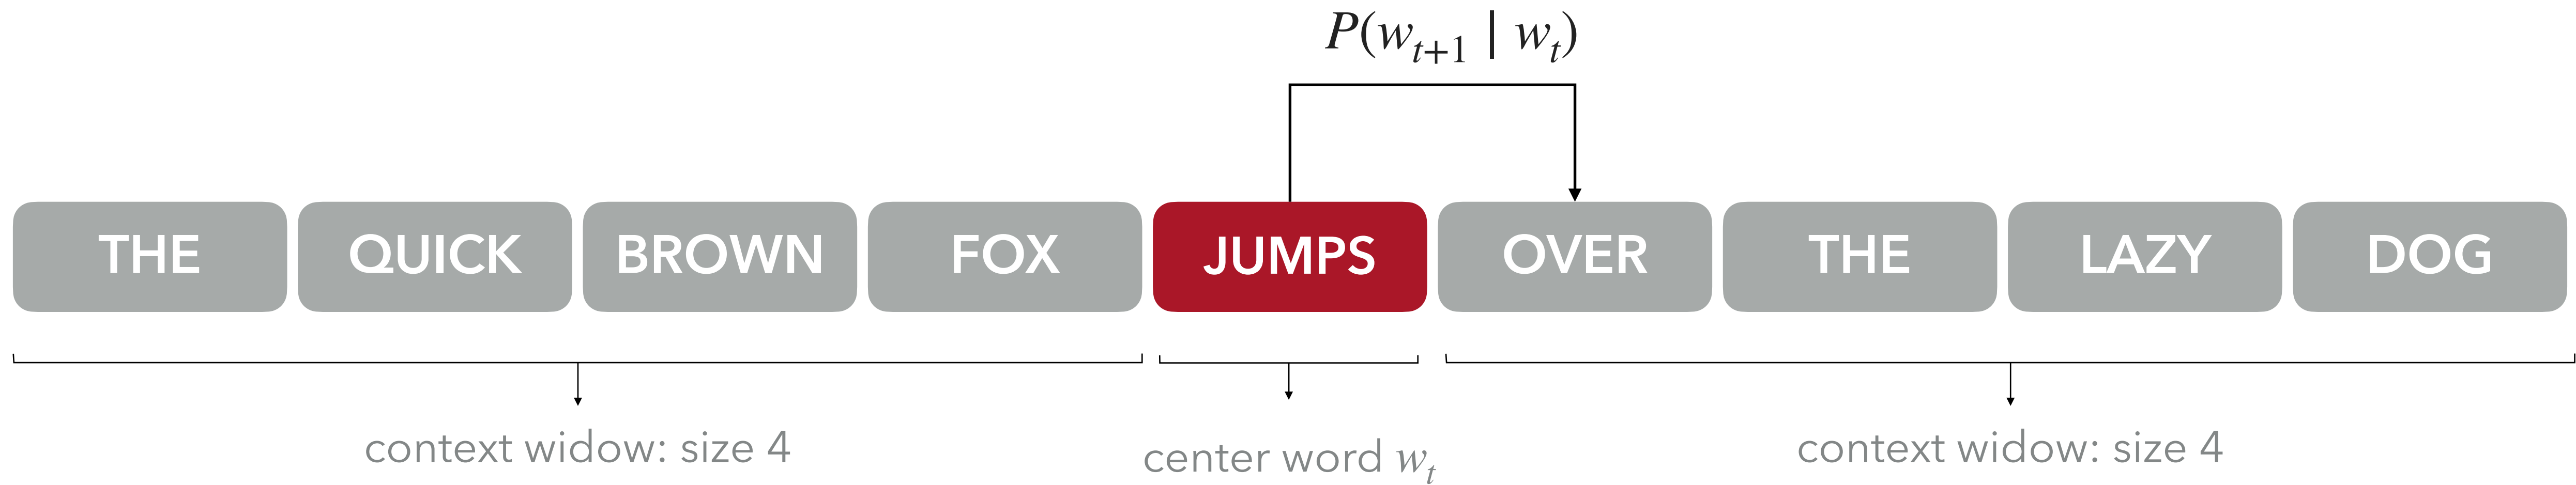 P(w_{t+1} | w_t)
THE QUICK BROWN FOX JUMPS OVER THE LAZY DOG
context widow: size 4
center word w_t
context widow: size 4